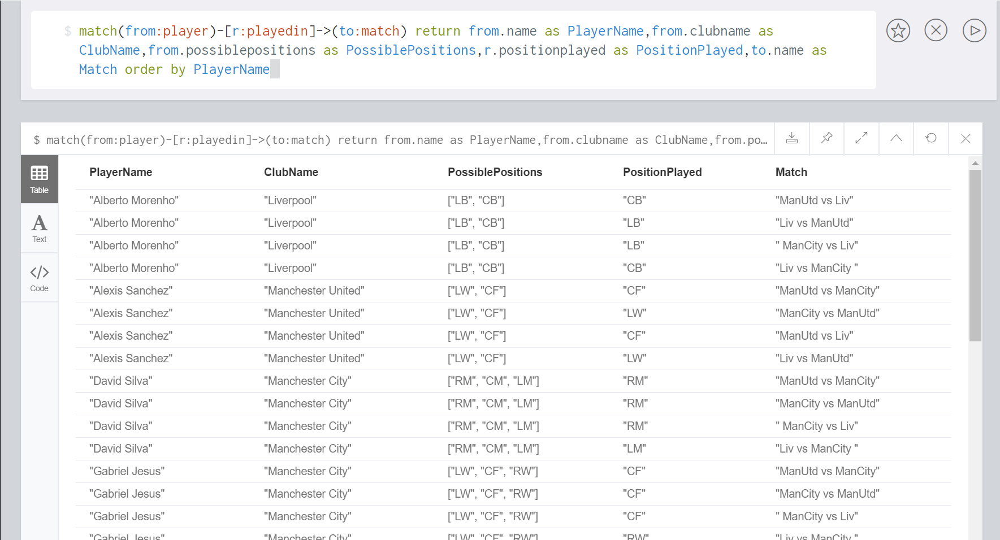 $ match(from:player)-[r:playedin]->(to:match) return from.name as PlayerName,from.clubname as
ClubName,from.possiblepositions as PossiblePositions,r.positionplayed as PositionPlayed,to.name as
Match order by PlayerName
$ match(from:player)-[r:playedin]->(to:match) return from.name as PlayerName,from.clubname as ClubName,from.po…
Table
Text
Code
PlayerName ClubName PossiblePositions PositionPlayed Match
"Alberto Morenho" "Liverpool" ["LB", "CB"] "CB" "ManUtd vs Liv"
"Alberto Morenho" "Liverpool" ["LB", "CB"] "LB" "Liv vs ManUtd"
"Alberto Morenho" "Liverpool" ["LB", "CB"] "LB" " ManCity vs Liv"
"Alberto Morenho" "Liverpool" ["LB", "CB"] "CB" "Liv vs ManCity "
"Alexis Sanchez" "Manchester United" ["LW", "CF"] "CF" "ManUtd vs ManCity"
"Alexis Sanchez" "Manchester United" ["LW", "CF"] "LW" "ManCity vs ManUtd"
"Alexis Sanchez" "Manchester United" ["LW", "CF"] "CF" "ManUtd vs Liv"
"Alexis Sanchez" "Manchester United" ["LW", "CF"] "LW" "Liv vs ManUtd"
"David Silva" "Manchester City" ["RM", "CM", "LM"] "RM" "ManUtd vs ManCity"
"David Silva" "Manchester City" ["RM", "CM", "LM"] "RM" "ManCity vs ManUtd"
"David Silva" "Manchester City" ["RM", "CM", "LM"] "RM" " ManCity vs Liv"
"David Silva" "Manchester City" ["RM", "CM", "LM"] "LM" "Liv vs ManCity "
"Gabriel Jesus" "Manchester City" ["LW", "CF", "RW"] "CF" "ManUtd vs ManCity"
"Gabriel Jesus" "Manchester City" ["LW", "CF", "RW"] "CF" "ManCity vs ManUtd"
"Gabriel Jesus" "Manchester City" ["LW", "CF", "RW"] "CF" " ManCity vs Liv"
"Gabriel Jesus" "Manchester City" ["LW", "CF", "RW"] "RW" "Liv vs ManCity "